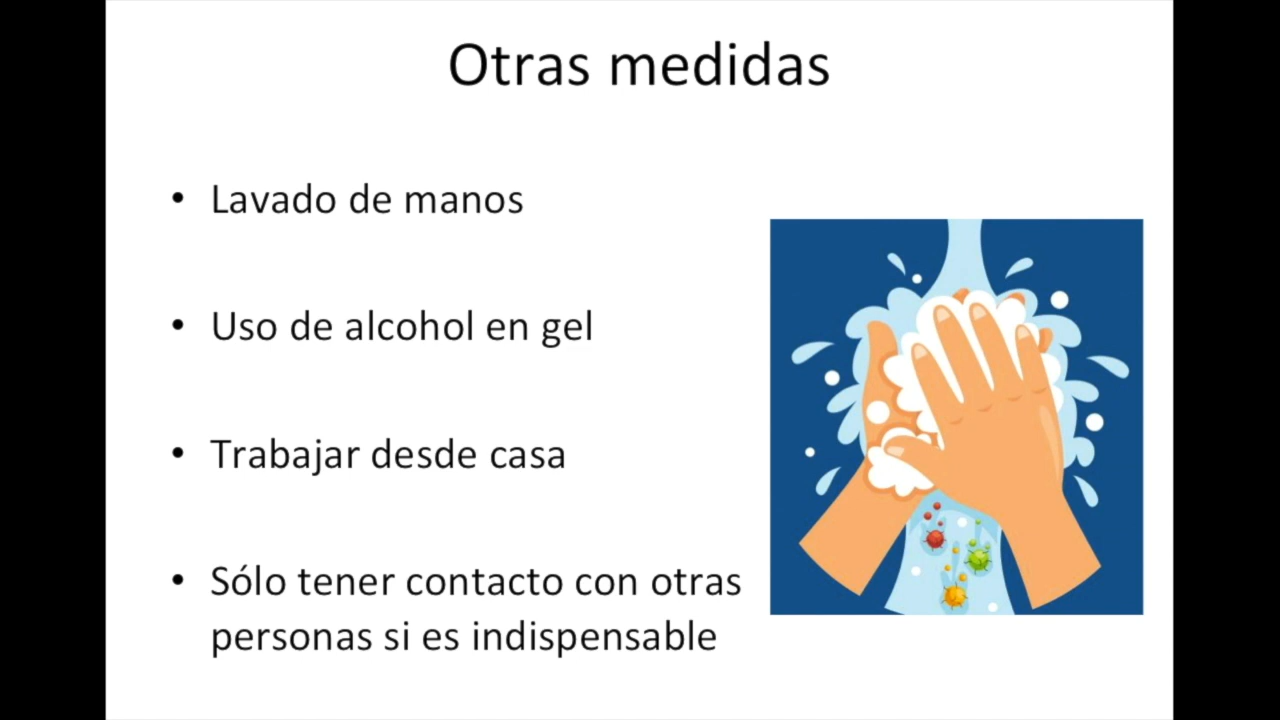 Otras medidas
• Lavado de manos
• Uso de alcohol en gel
• Trabajar desde casa
• Sólo tener contacto con otras
personas si es indispensable